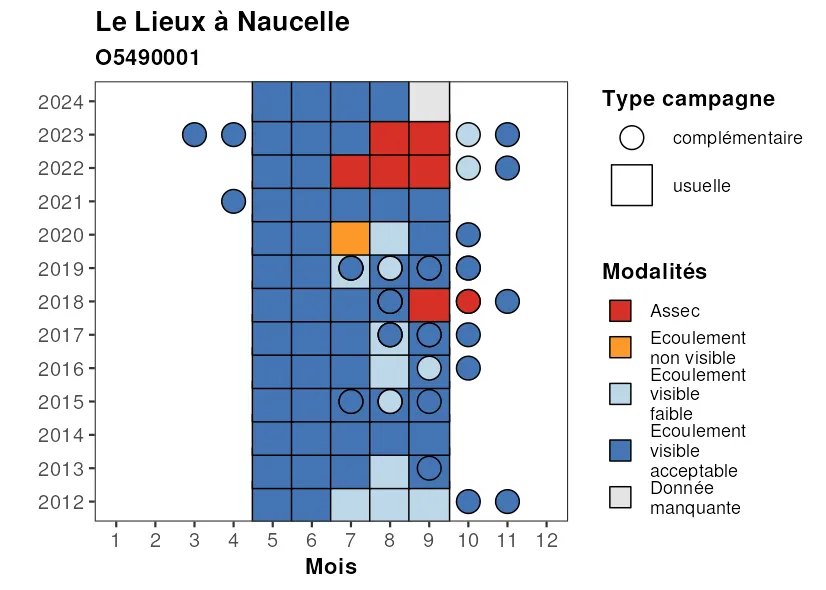 Le Lieux à Naucelle
O5490001
2024
2023
2022
2021
2020
2019
2018
2017
2016
2015
2014
2013
2012
1 2 3 4 5 6 7 8 9 10 11 12
Mois
Type campagne
complémentaire
usuelle
Modalités
Assec
Ecoulement
non visible
Ecoulement
visible
faible
Ecoulement
visible
acceptable
Donnée
manquante